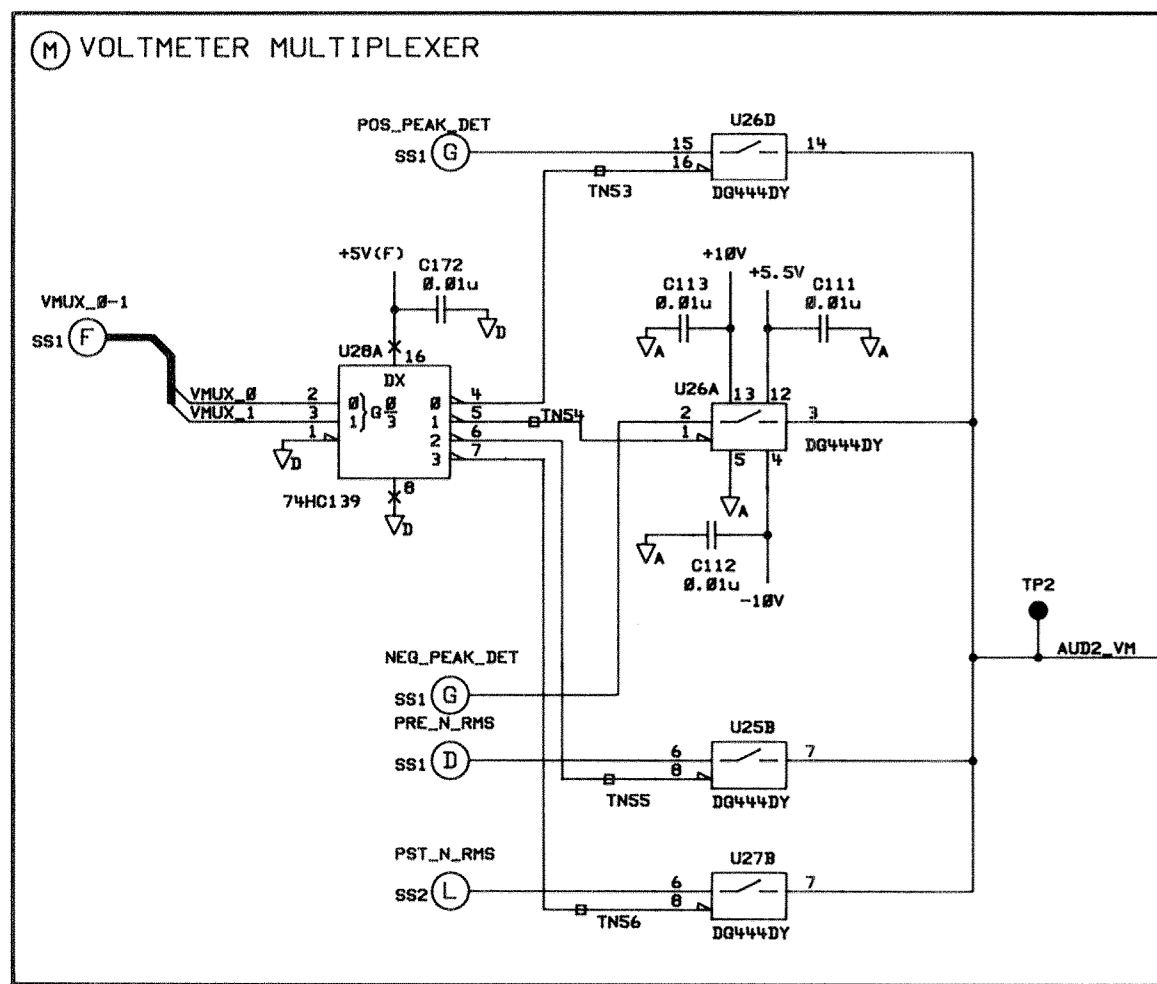 M VOLTMETER MULTIPLEXER
POS_PEAK_DET
SS1 G
15
16
U26D
14
DG444DY
TN53
+5V(F)
C172
0.01u
D
VMUX_0-1
SS1 F
U28A
16
DX
VMUX_0 2
VMUX_1 3
1
D
0
1
G 0
3
0 4
1 5
2 6
3 7
8
74HC139
D
TN54
+10V
+5.5V
C113
0.01u
A
C111
0.01u
A
U26A
13 12
2
1
3
DG444DY
5 4
A
A
C112
0.01u
-10V
TP2
AUD2_VM
NEG_PEAK_DET
SS1 G
PRE_N_RMS
SS1 D
6
8
U25B
7
DG444DY
TN55
PST_N_RMS
SS2 L
6
8
U27B
7
DG444DY
TN56